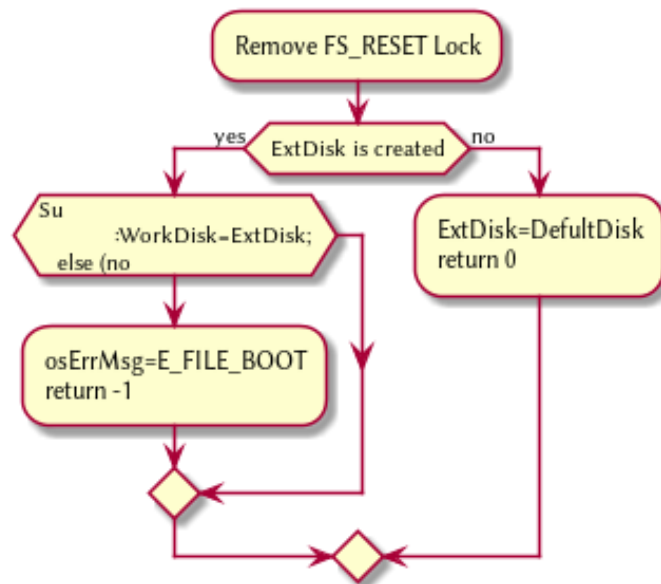 Remove FS_RESET Lock
yes
ExtDisk is created
no
Su
:WorkDisk=ExtDisk;
else (no
ExtDisk=DefultDisk
return 0
osErrMsg=E_FILE_BOOT
return -1